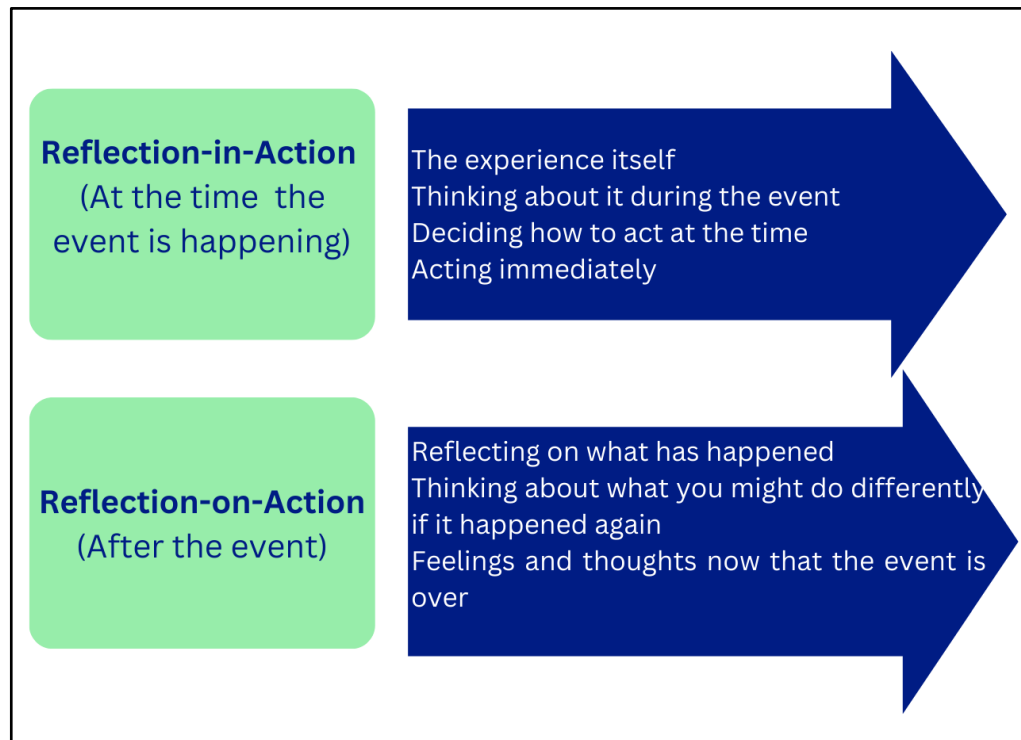 Reflection-in-Action
(At the time the
event is happening)
The experience itself
Thinking about it during the event
Deciding how to act at the time
Acting immediately
Reflection-on-Action
(After the event)
Reflecting on what has happened
Thinking about what you might do differently
if it happened again
Feelings and thoughts now that the event is
over